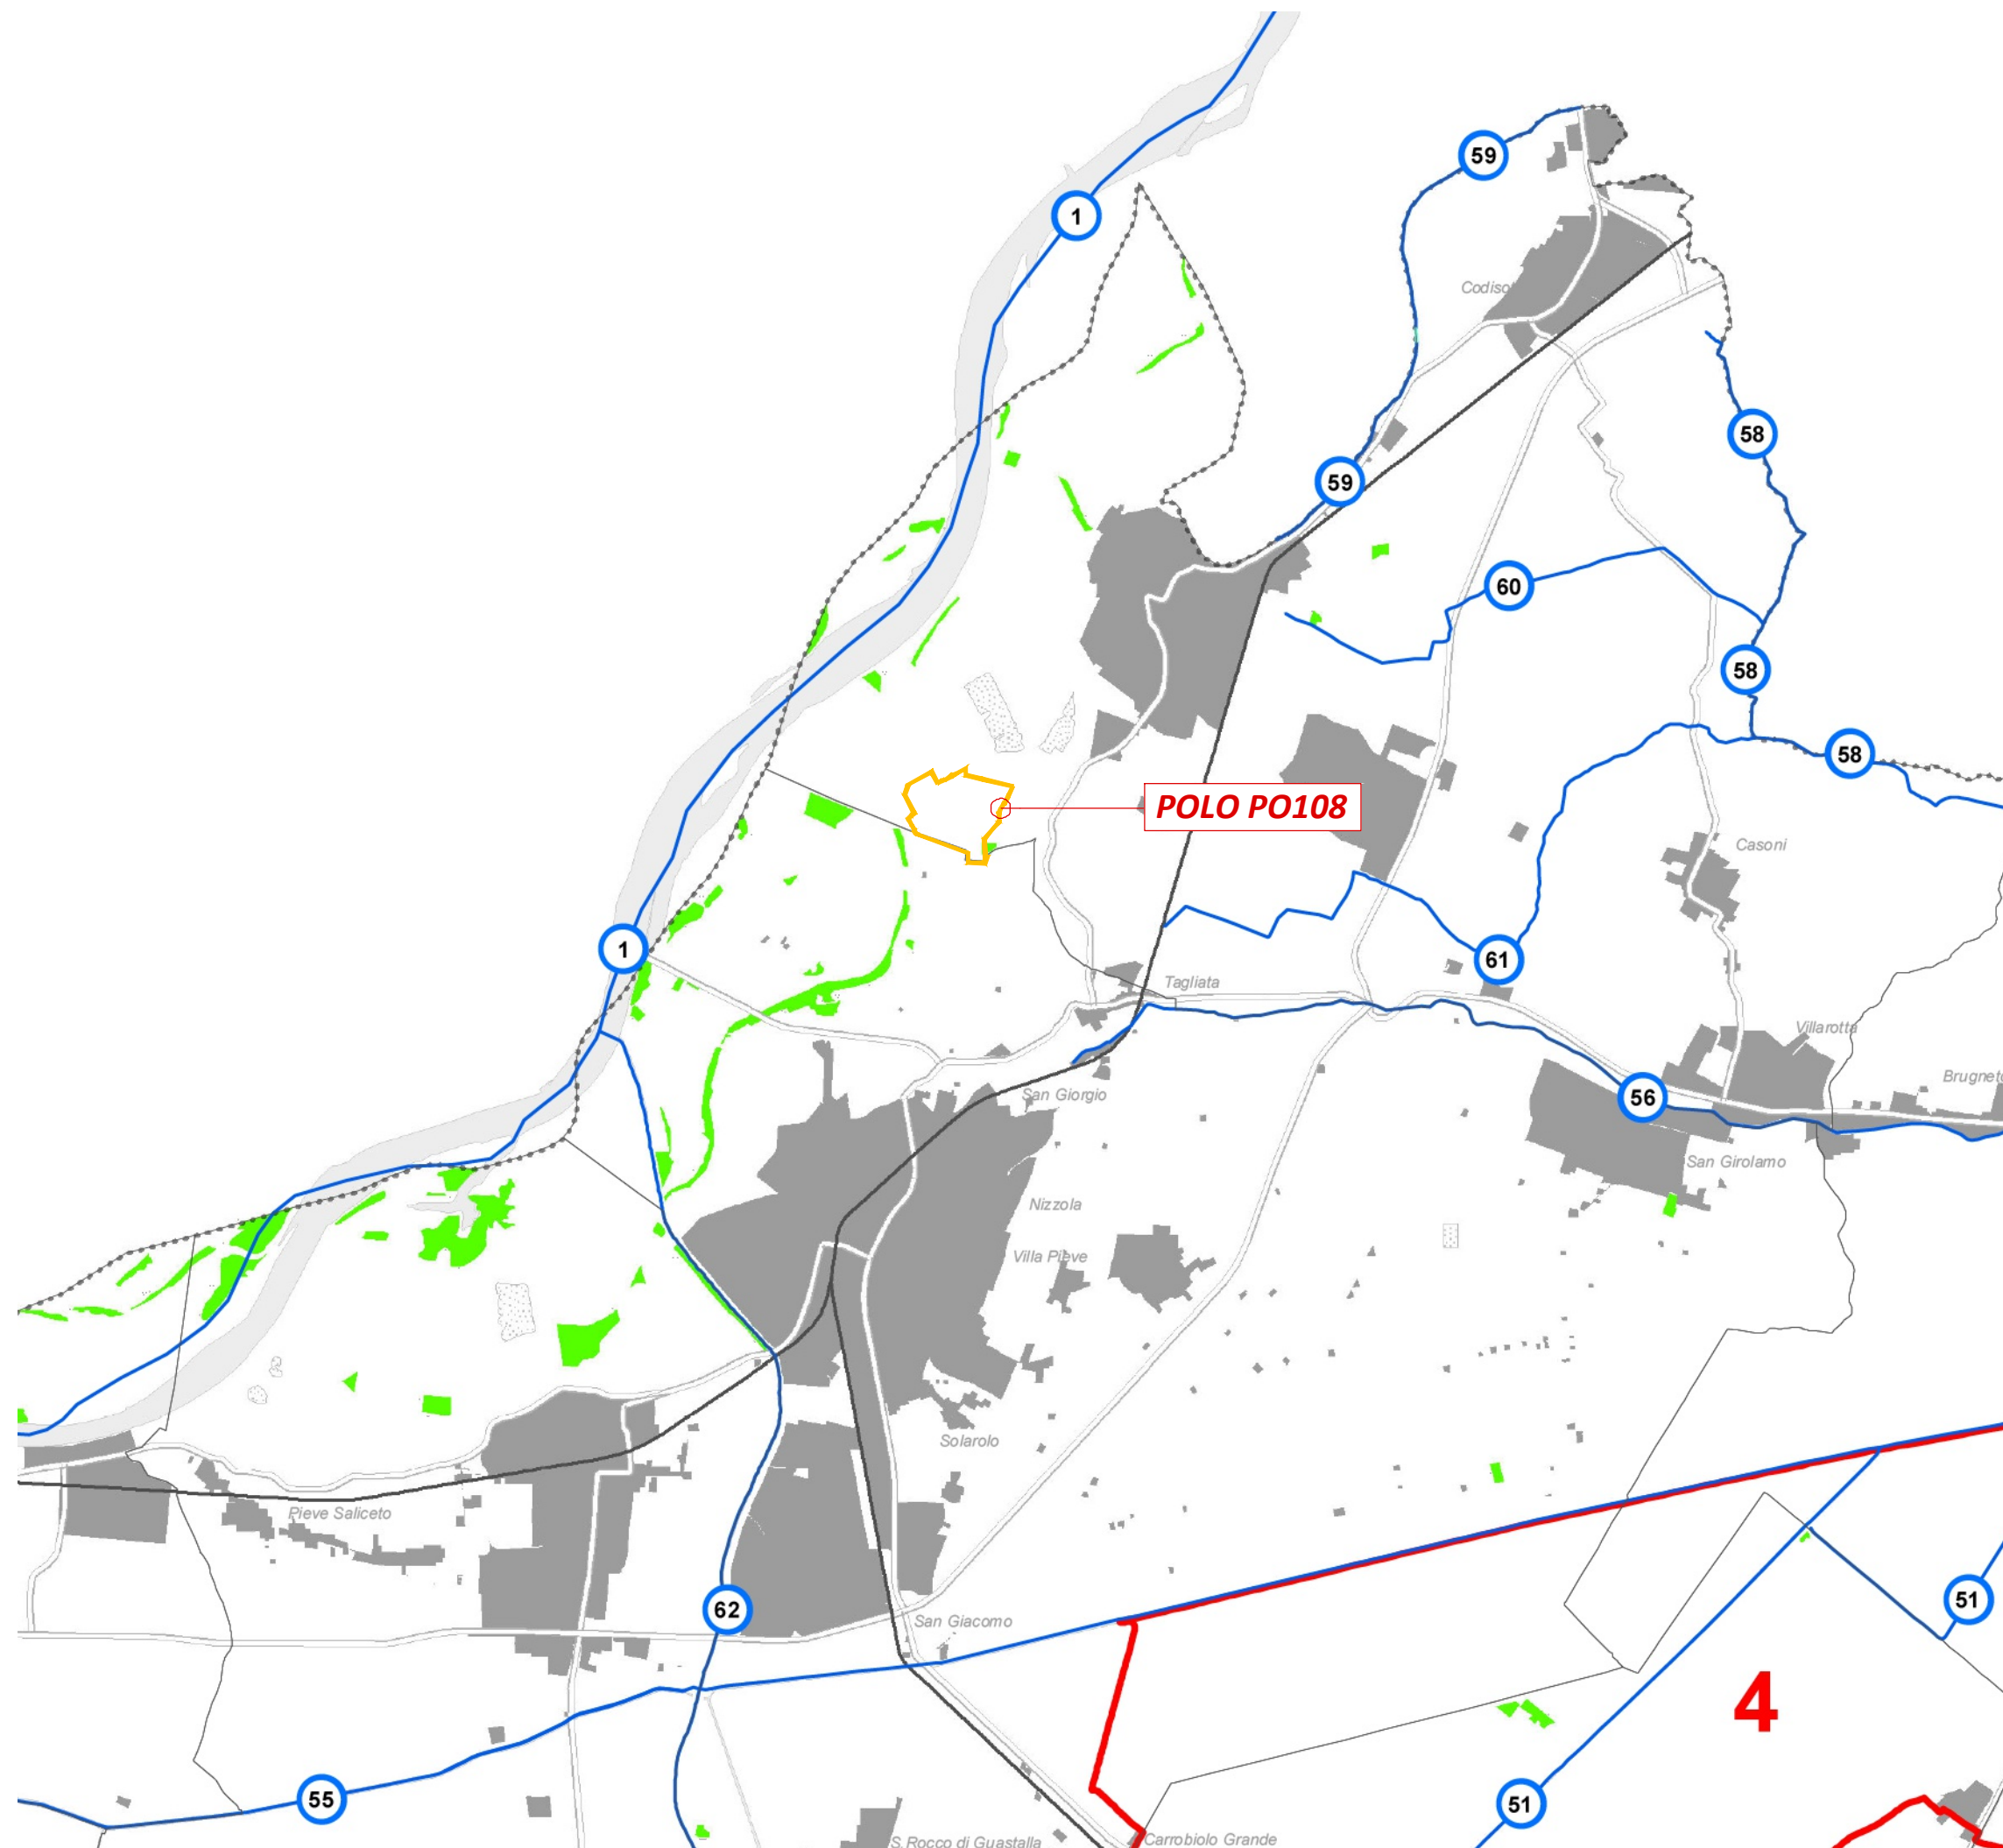 59
1
Codiso
58
59
60
58
58
POLO PO108
Casoni
1
61
Tagliata
Villarotta
San Giorgio
56
Brugneto
San Girolamo
Nizzola
Villa Pieve
Solarolo
Pieve Saliceto
51
62
San Giacomo
4
55
51
S.Rocco di Guastalla
Carrobiolo Grande